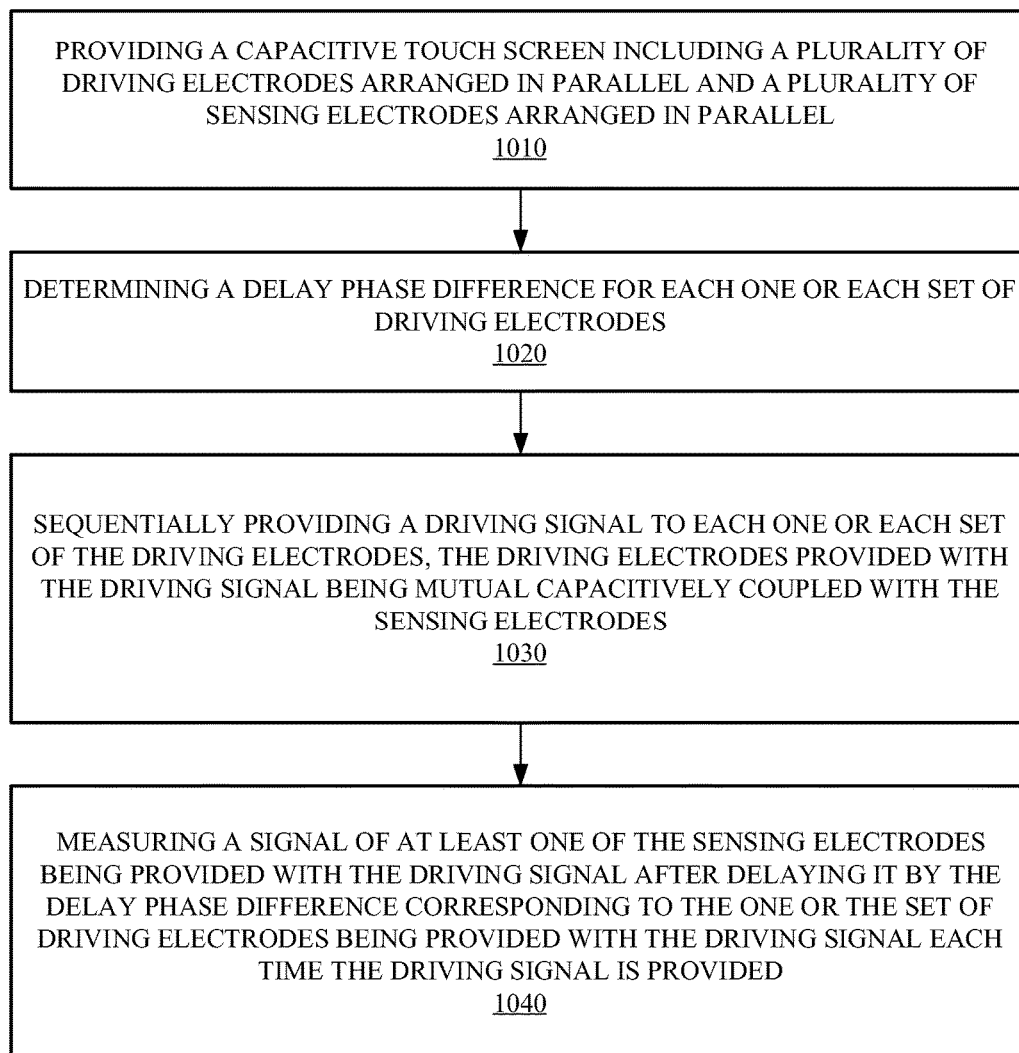 PROVIDING A CAPACITIVE TOUCH SCREEN INCLUDING A PLURALITY OF
DRIVING ELECTRODES ARRANGED IN PARALLEL AND A PLURALITY OF
SENSING ELECTRODES ARRANGED IN PARALLEL
1010
DETERMINING A DELAY PHASE DIFFERENCE FOR EACH ONE OR EACH SET OF
DRIVING ELECTRODES
1020
SEQUENTIALLY PROVIDING A DRIVING SIGNAL TO EACH ONE OR EACH SET
OF THE DRIVING ELECTRODES, THE DRIVING ELECTRODES PROVIDED WITH
THE DRIVING SIGNAL BEING MUTUAL CAPACITIVELY COUPLED WITH THE
SENSING ELECTRODES
1030
MEASURING A SIGNAL OF AT LEAST ONE OF THE SENSING ELECTRODES
BEING PROVIDED WITH THE DRIVING SIGNAL AFTER DELAYING IT BY THE
DELAY PHASE DIFFERENCE CORRESPONDING TO THE ONE OR THE SET OF
DRIVING ELECTRODES BEING PROVIDED WITH THE DRIVING SIGNAL EACH
TIME THE DRIVING SIGNAL IS PROVIDED
1040